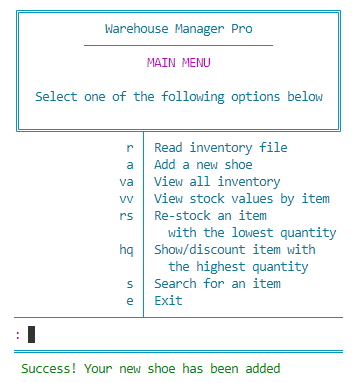 Warehouse Manager Pro
MAIN MENU
Select one of the following options below
r Read inventory file
a Add a new shoe
va View all inventory
vv View stock values by item
rs Re-stock an item
with the lowest quantity
hq Show/discount item with
the highest quantity
s Search for an item
e Exit
:
Success! Your new shoe has been added